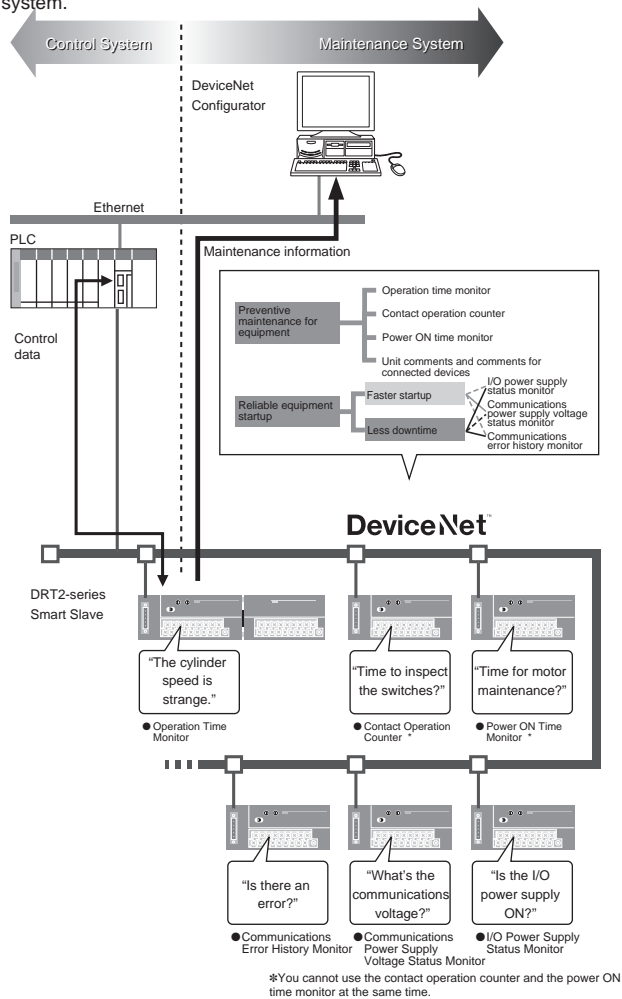 system.
Control System
Maintenance System
DeviceNet
Configurator
Ethernet
PLC
Maintenance information
Control
data
Preventive
maintenance for
equipment
Operation time monitor
Contact operation counter
Power ON time monitor
Unit comments and comments for
connected devices
Reliable equipment
startup
Faster startup
Less downtime
I/O power supply
status monitor
Communications
power supply voltage
status monitor
Communications
error history monitor
DeviceNet™
DRT2-series
Smart Slave
“The cylinder
speed is
strange.”
“Time to inspect
the switches?”
“Time for motor
maintenance?”
● Operation Time
Monitor
● Contact Operation
Counter *
● Power ON Time
Monitor *
“Is there an
error?”
“What's the
communications
voltage?”
“Is the I/O
power supply
ON?”
● Communications
Error History Monitor
● Communications
Power Supply
Voltage Status Monitor
● I/O Power Supply
Status Monitor
✻You cannot use the contact operation counter and the power ON
time monitor at the same time.